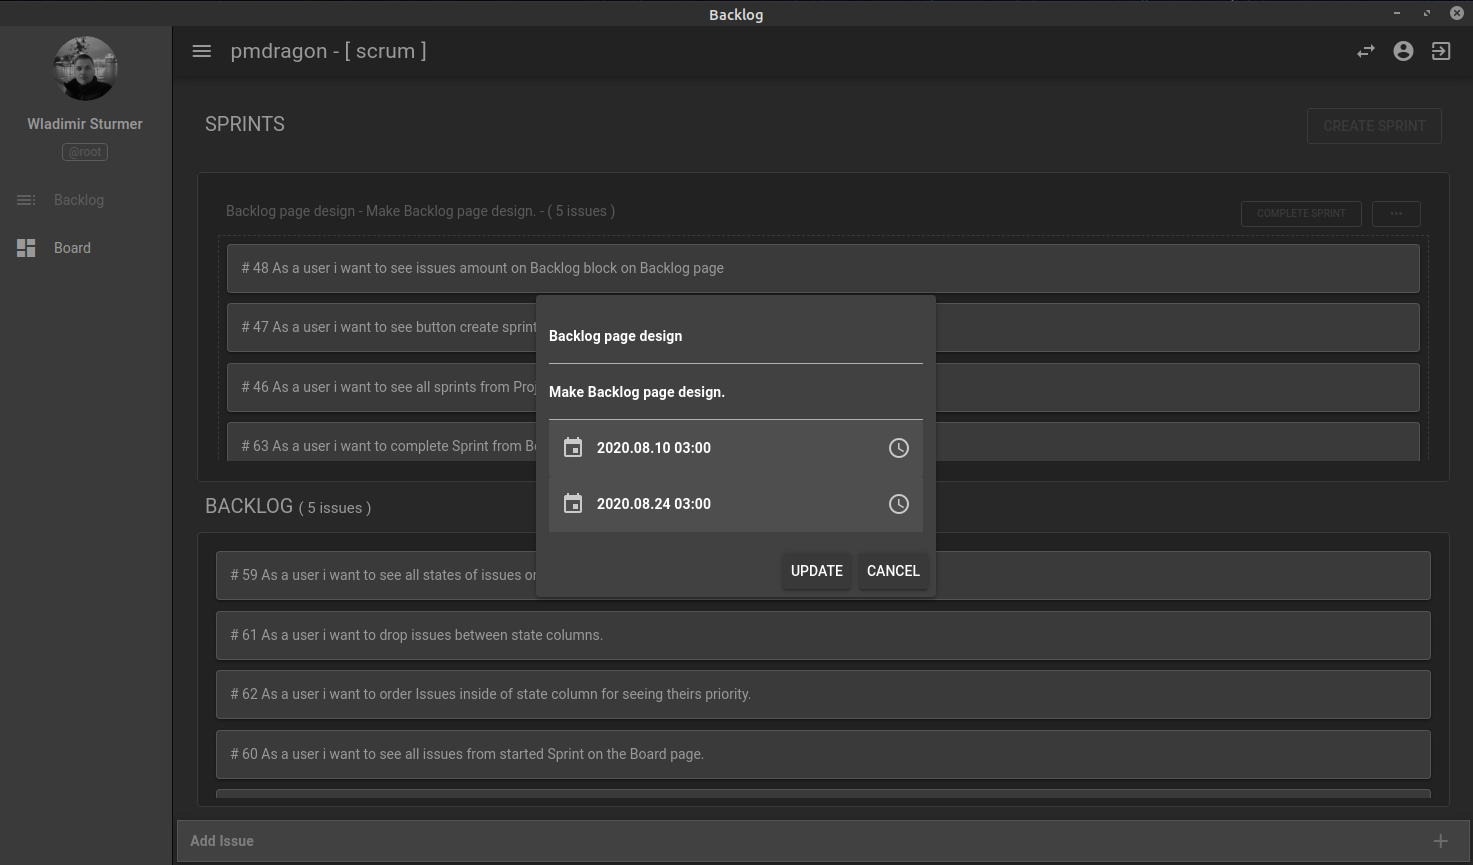 Backlog
pmdragon - [ scrum ]
Wladimir Sturmer
@root
Backlog
Board
SPRINTS
CREATE SPRINT
Backlog page design - Make Backlog page design. - ( 5 issues )
COMPLETE SPRINT
...
# 48 As a user i want to see issues amount on Backlog block on Backlog page
# 47 As a user i want to see button create sprint
# 46 As a user i want to see all sprints from
# 63 As a user i want to complete Sprint from
Backlog page design
Make Backlog page design.
2020.08.10 03:00
2020.08.24 03:00
UPDATE
CANCEL
BACKLOG ( 5 issues )
# 59 As a user i want to see all states of issues
# 61 As a user i want to drop issues between state columns.
# 62 As a user i want to order Issues inside of state column for seeing theirs priority.
# 60 As a user i want to see all issues from started Sprint on the Board page.
Add Issue